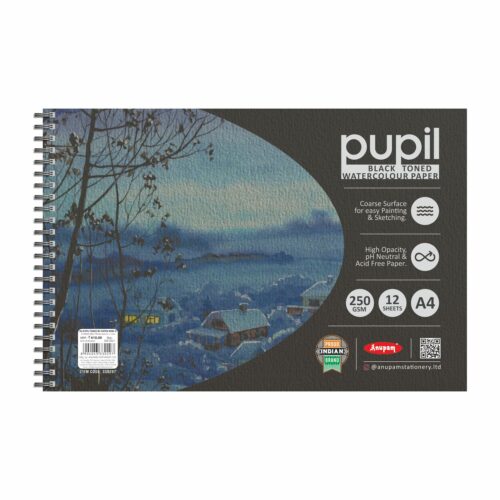 pupil
BLACK TONED
WATERCOLOUR PAPER
Coarse Surface
for easy Painting
& Sketching.
High Opacity,
pH Neutral &
Acid Free Paper.
250
GSM
12
SHEETS
A4
PROUD
INDIAN
BRAND
Anupam
@anupamstationery.ltd